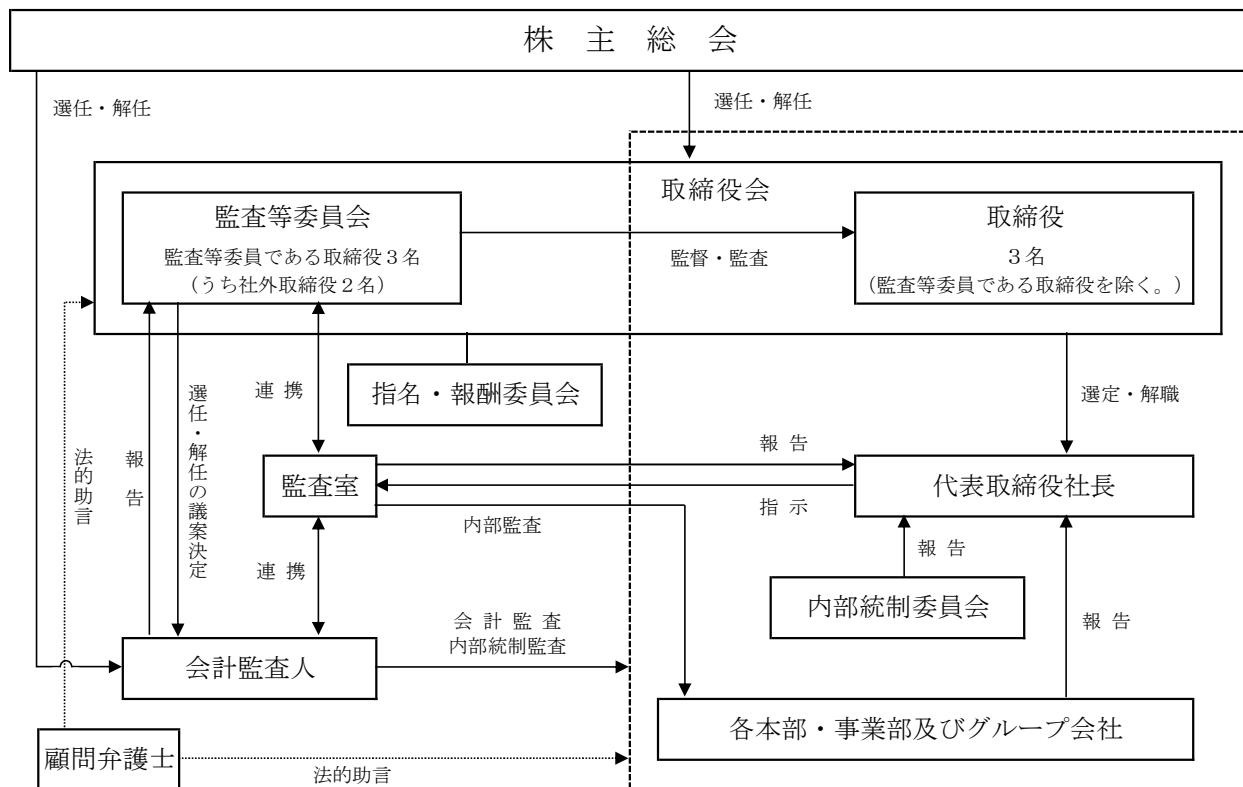 株　主　総　会
選任・解任
選任・解任
取締役会
監査等委員会
監査等委員である取締役３名
（うち社外取締役２名）
監督・監査
取締役
３名
（監査等委員である取締役を除く。）
指名・報酬委員会
選定・解職
連 携
選任・解任の議案決定
報 告
法的助言
監査室
報 告
指 示
内部監査
代表取締役社長
報 告
連 携
内部統制委員会
報 告
会 計 監 査
内部統制監査
会計監査人
各本部・事業部及びグループ会社
顧問弁護士
法的助言